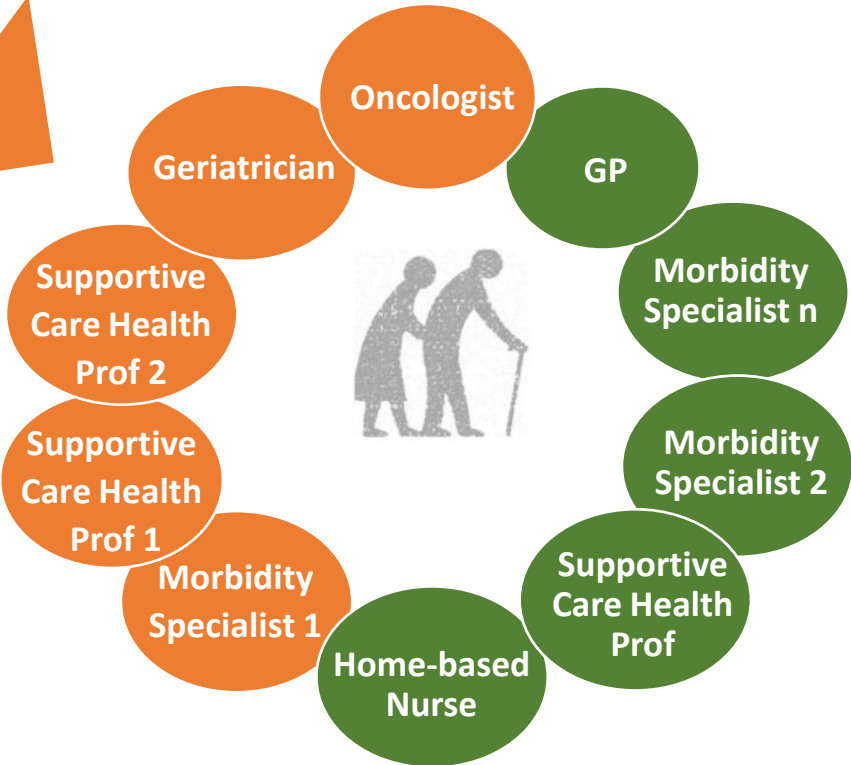 Oncologist
GP
Morbidity
Specialist n
Morbidity
Specialist 2
Supportive
Care Health
Prof
Home-based
Nurse
Morbidity
Specialist 1
Supportive
Care Health
Prof 1
Supportive
Care Health
Prof 2
Geriatrician